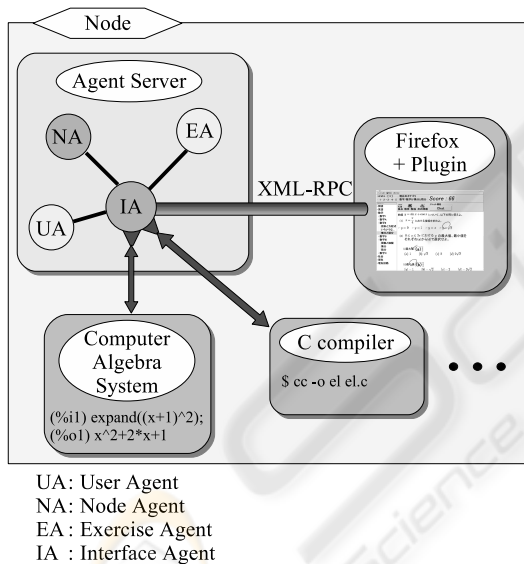 Node
Agent Server
NA
EA
IA
UA
XML-RPC
Firefox
+ Plugin
Score : 66
Computer
Algebra
System
(%i1) expand((x+1)^2);
(%o1) x^2+2*x+1
C compiler
$ cc -o el el.c
UA: User Agent
NA: Node Agent
EA: Exercise Agent
IA : Interface Agent
Science